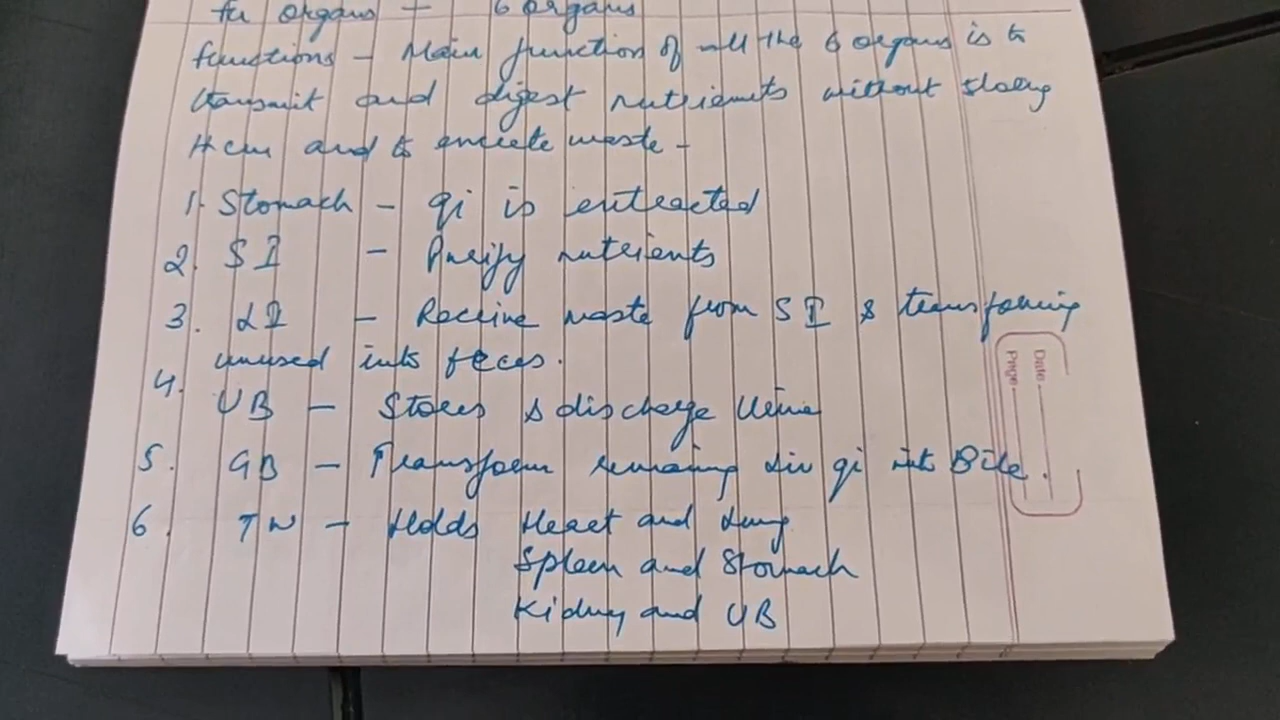 fu organs - 6 organs
functions - Main function of all the 6 organs is to
transmit and digest nutrients without storing
them and to excrete waste -
1. Stomach - qi is extracted
2. SI - Purify nutrients
3. LI - Receive waste from SI & transforming
unused into feces.
4. UB - Stores & discharge Urine
5. GB - Transform remaining Liv qi into Bile.
6. TW - Holds Heart and Lung
Spleen and Stomach
Kidney and UB
Date
Page